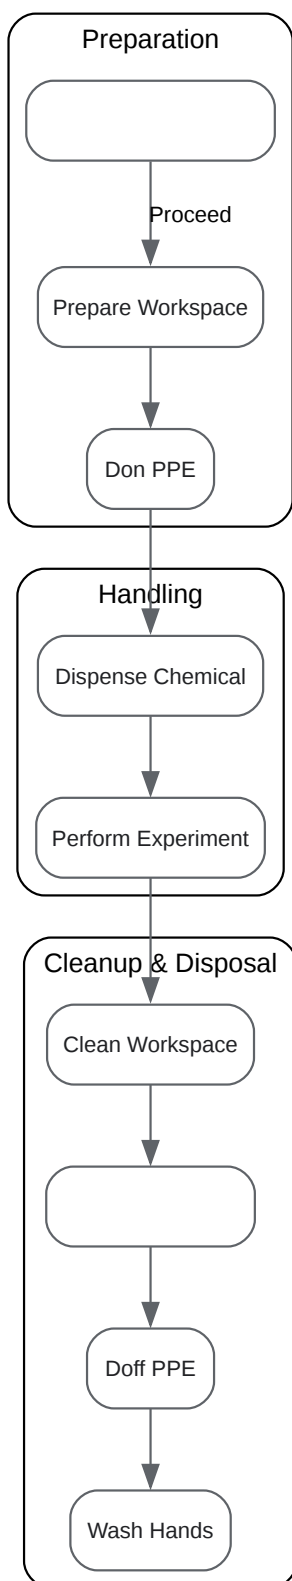 Preparation
Proceed
Prepare Workspace
Don PPE
Handling
Dispense Chemical
Perform Experiment
Cleanup & Disposal
Clean Workspace
Doff PPE
Wash Hands